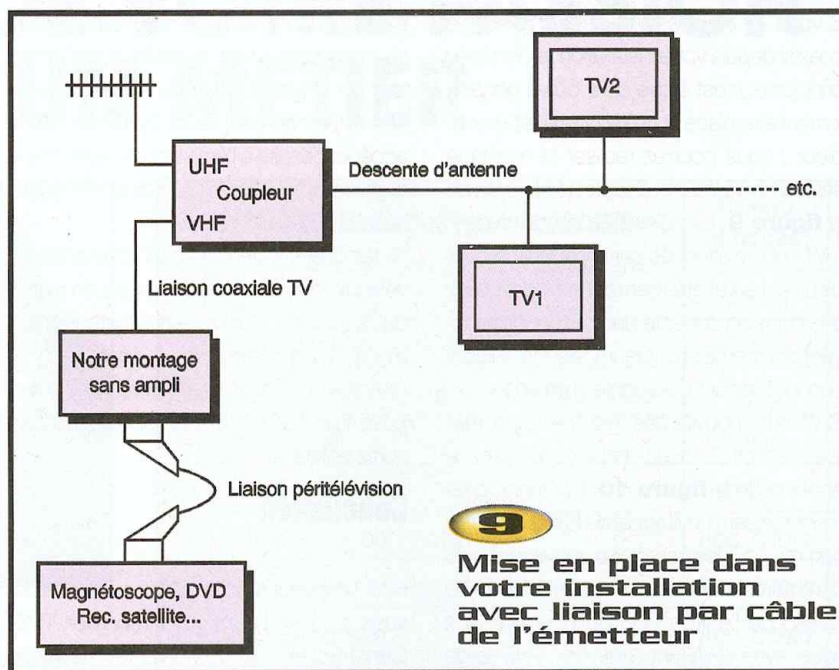 TV2
UHF
Coupleur
VHF
Descente d'antenne
etc.
TV1
Liaison coaxiale TV
Notre montage
sans ampli
Liaison péritélévision
Magnétoscope, DVD
Rec. satellite...
9
Mise en place dans
votre installation
avec liaison par câble
de l'émetteur